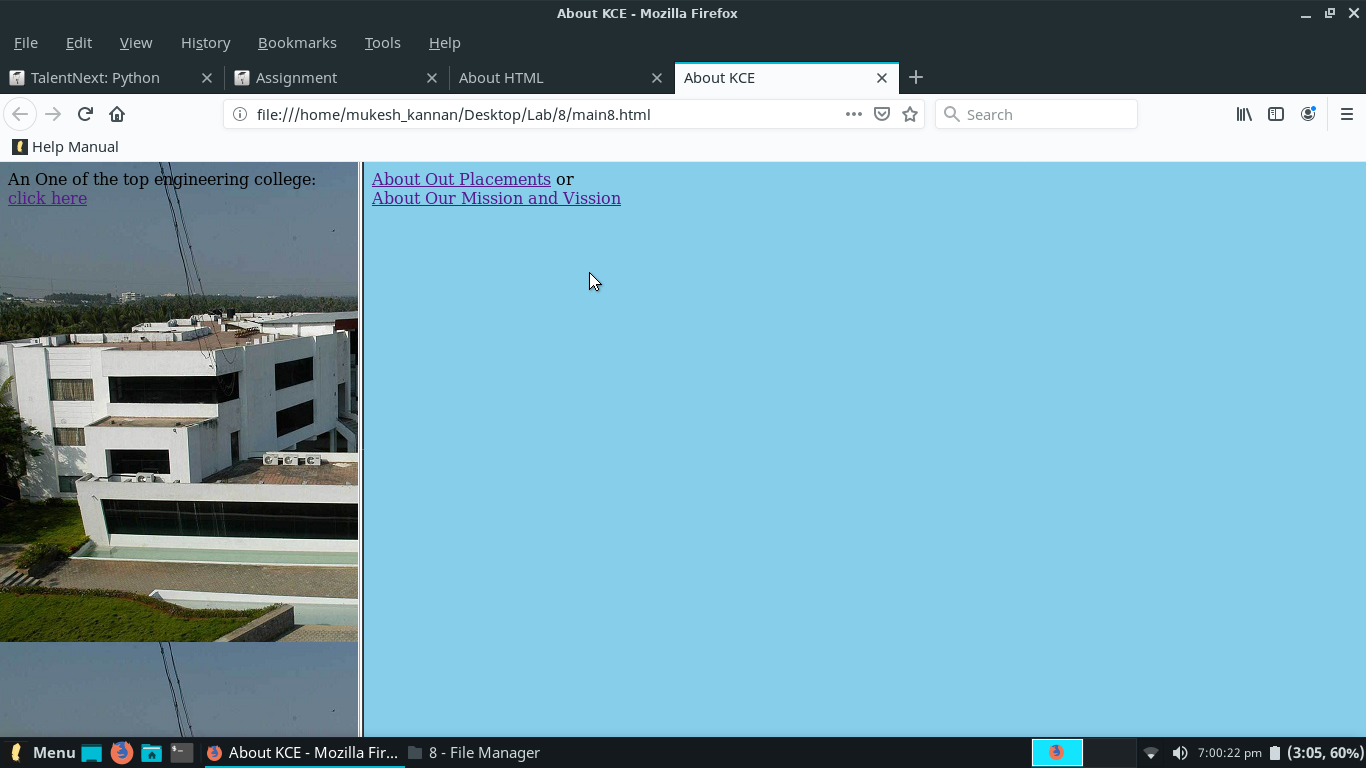 About KCE - Mozilla Firefox
File Edit View History Bookmarks Tools Help
TalentNext: Python
Assignment
About HTML
About KCE
file:///home/mukesh_kannan/Desktop/Lab/8/main8.html
Search
Help Manual
An One of the top engineering college:
click here
About Out Placements or
About Our Mission and Vission
Menu
About KCE - Mozilla Fir...
8 - File Manager
7:00:22 pm
(3:05, 60%)